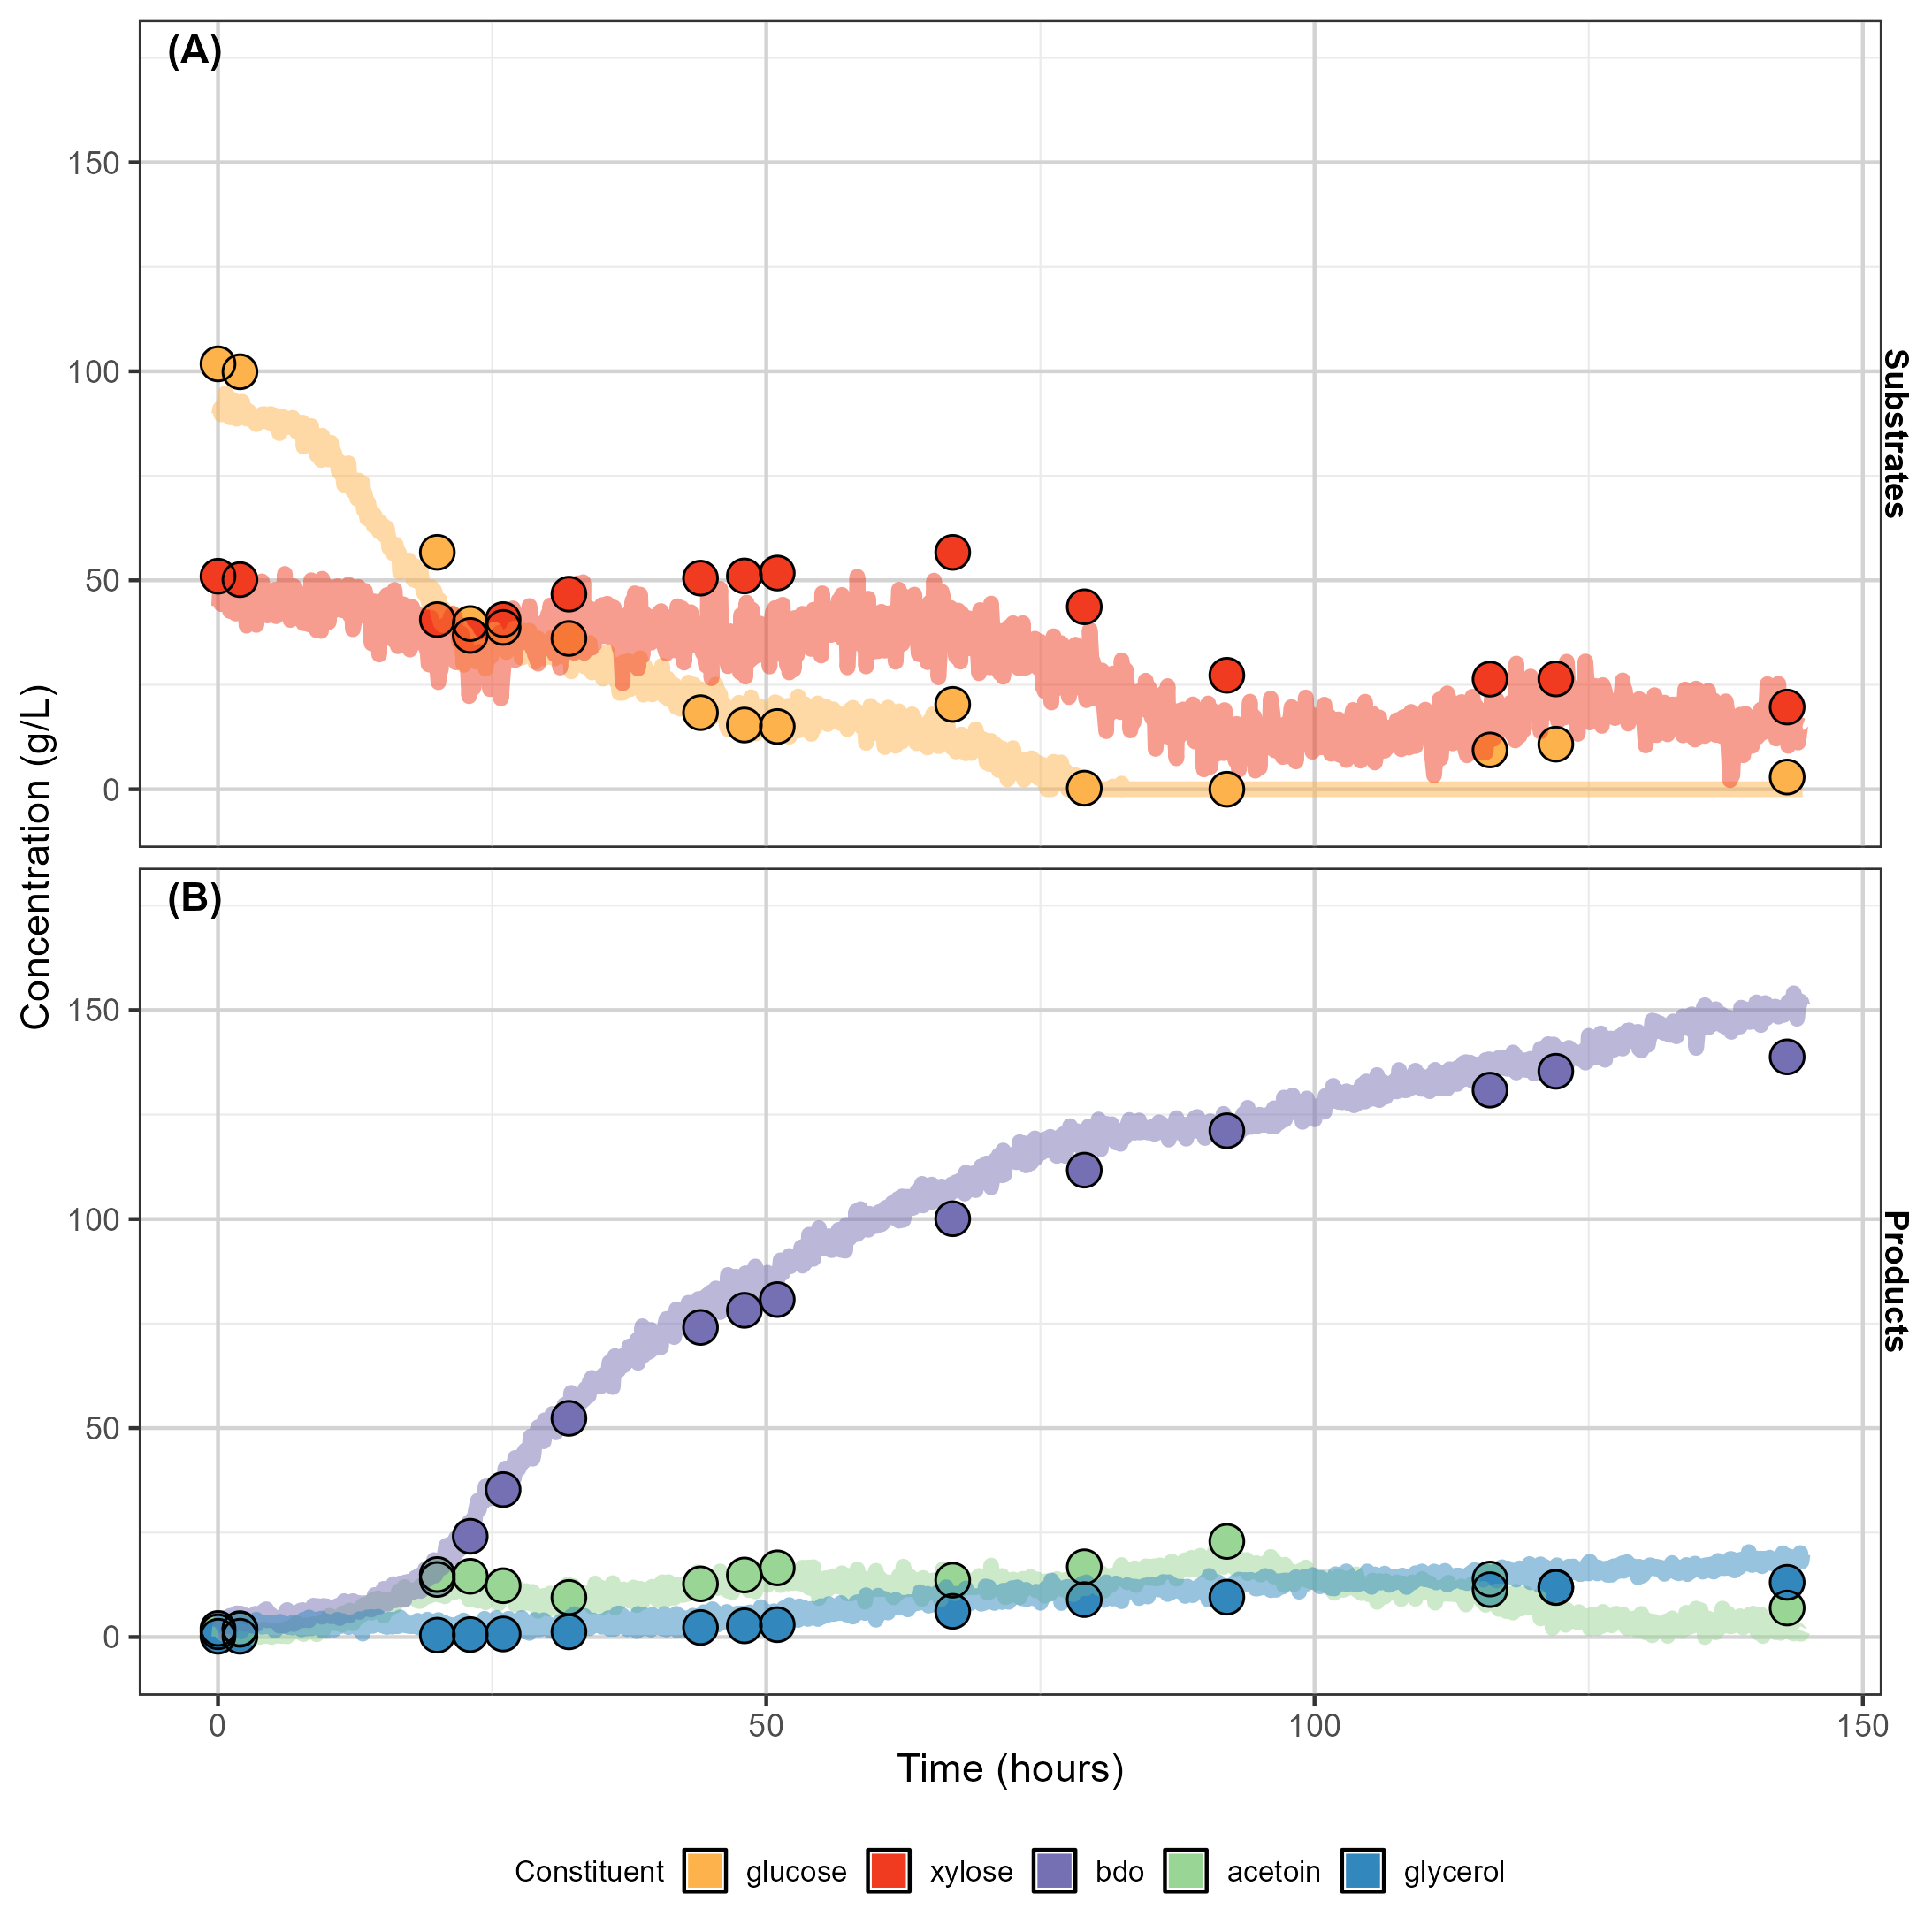 (A)
150
100
50
0
Substrates
Concentration (g/L)
(B)
150
100
50
0
Products
0 50 100 150
Time (hours)
Constituent glucose xylose bdo acetoin glycerol